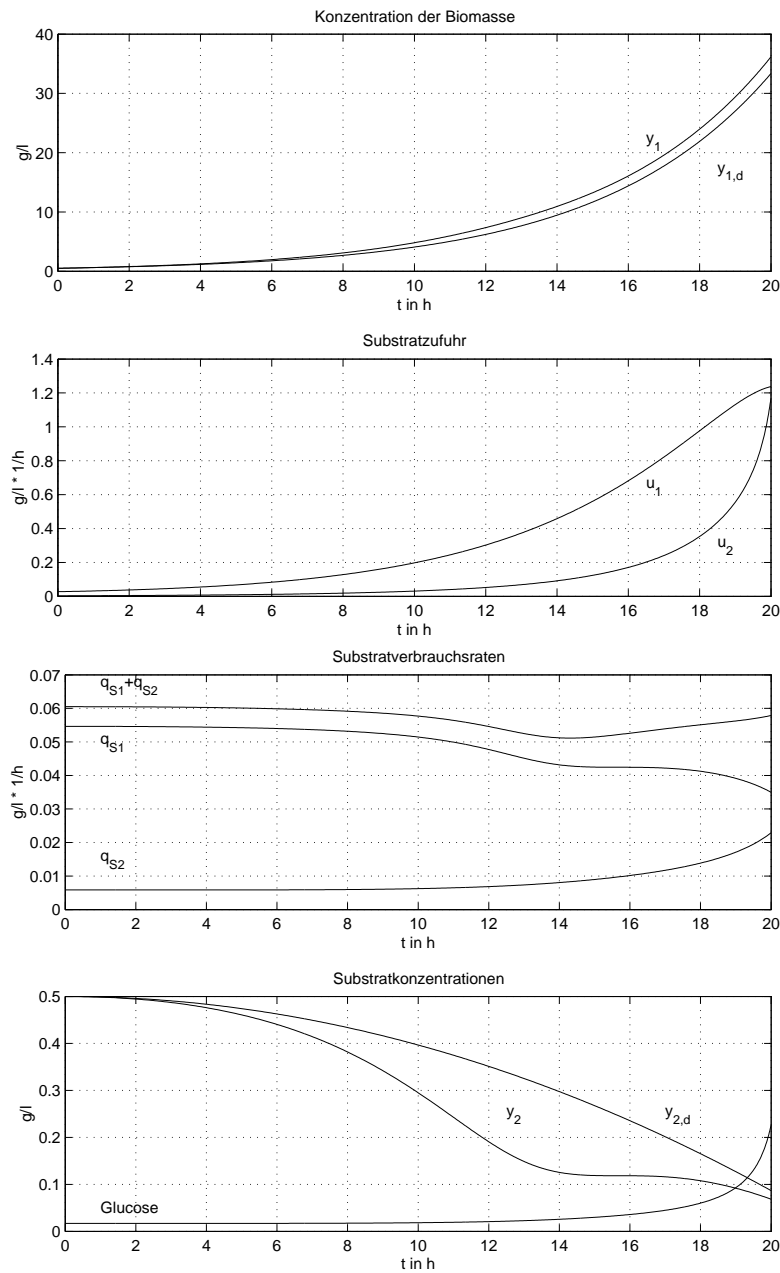 Konzentration der Biomasse
40
30
20
10
0
g/l
y1
y1,d
0 2 4 6 8 10 12 14 16 18 20
t in h
Substratzufuhr
1.4
1.2
1
0.8
0.6
0.4
0.2
0
g/l * 1/h
u1
u2
0 2 4 6 8 10 12 14 16 18 20
t in h
Substratverbrauchsraten
0.07
0.06
0.05
0.04
0.03
0.02
0.01
0
g/l * 1/h
qS1+qS2
qS1
qS2
0 2 4 6 8 10 12 14 16 18 20
t in h
Substratkonzentrationen
0.5
0.4
0.3
0.2
0.1
0
g/l
y2
y2,d
Glucose
0 2 4 6 8 10 12 14 16 18 20
t in h